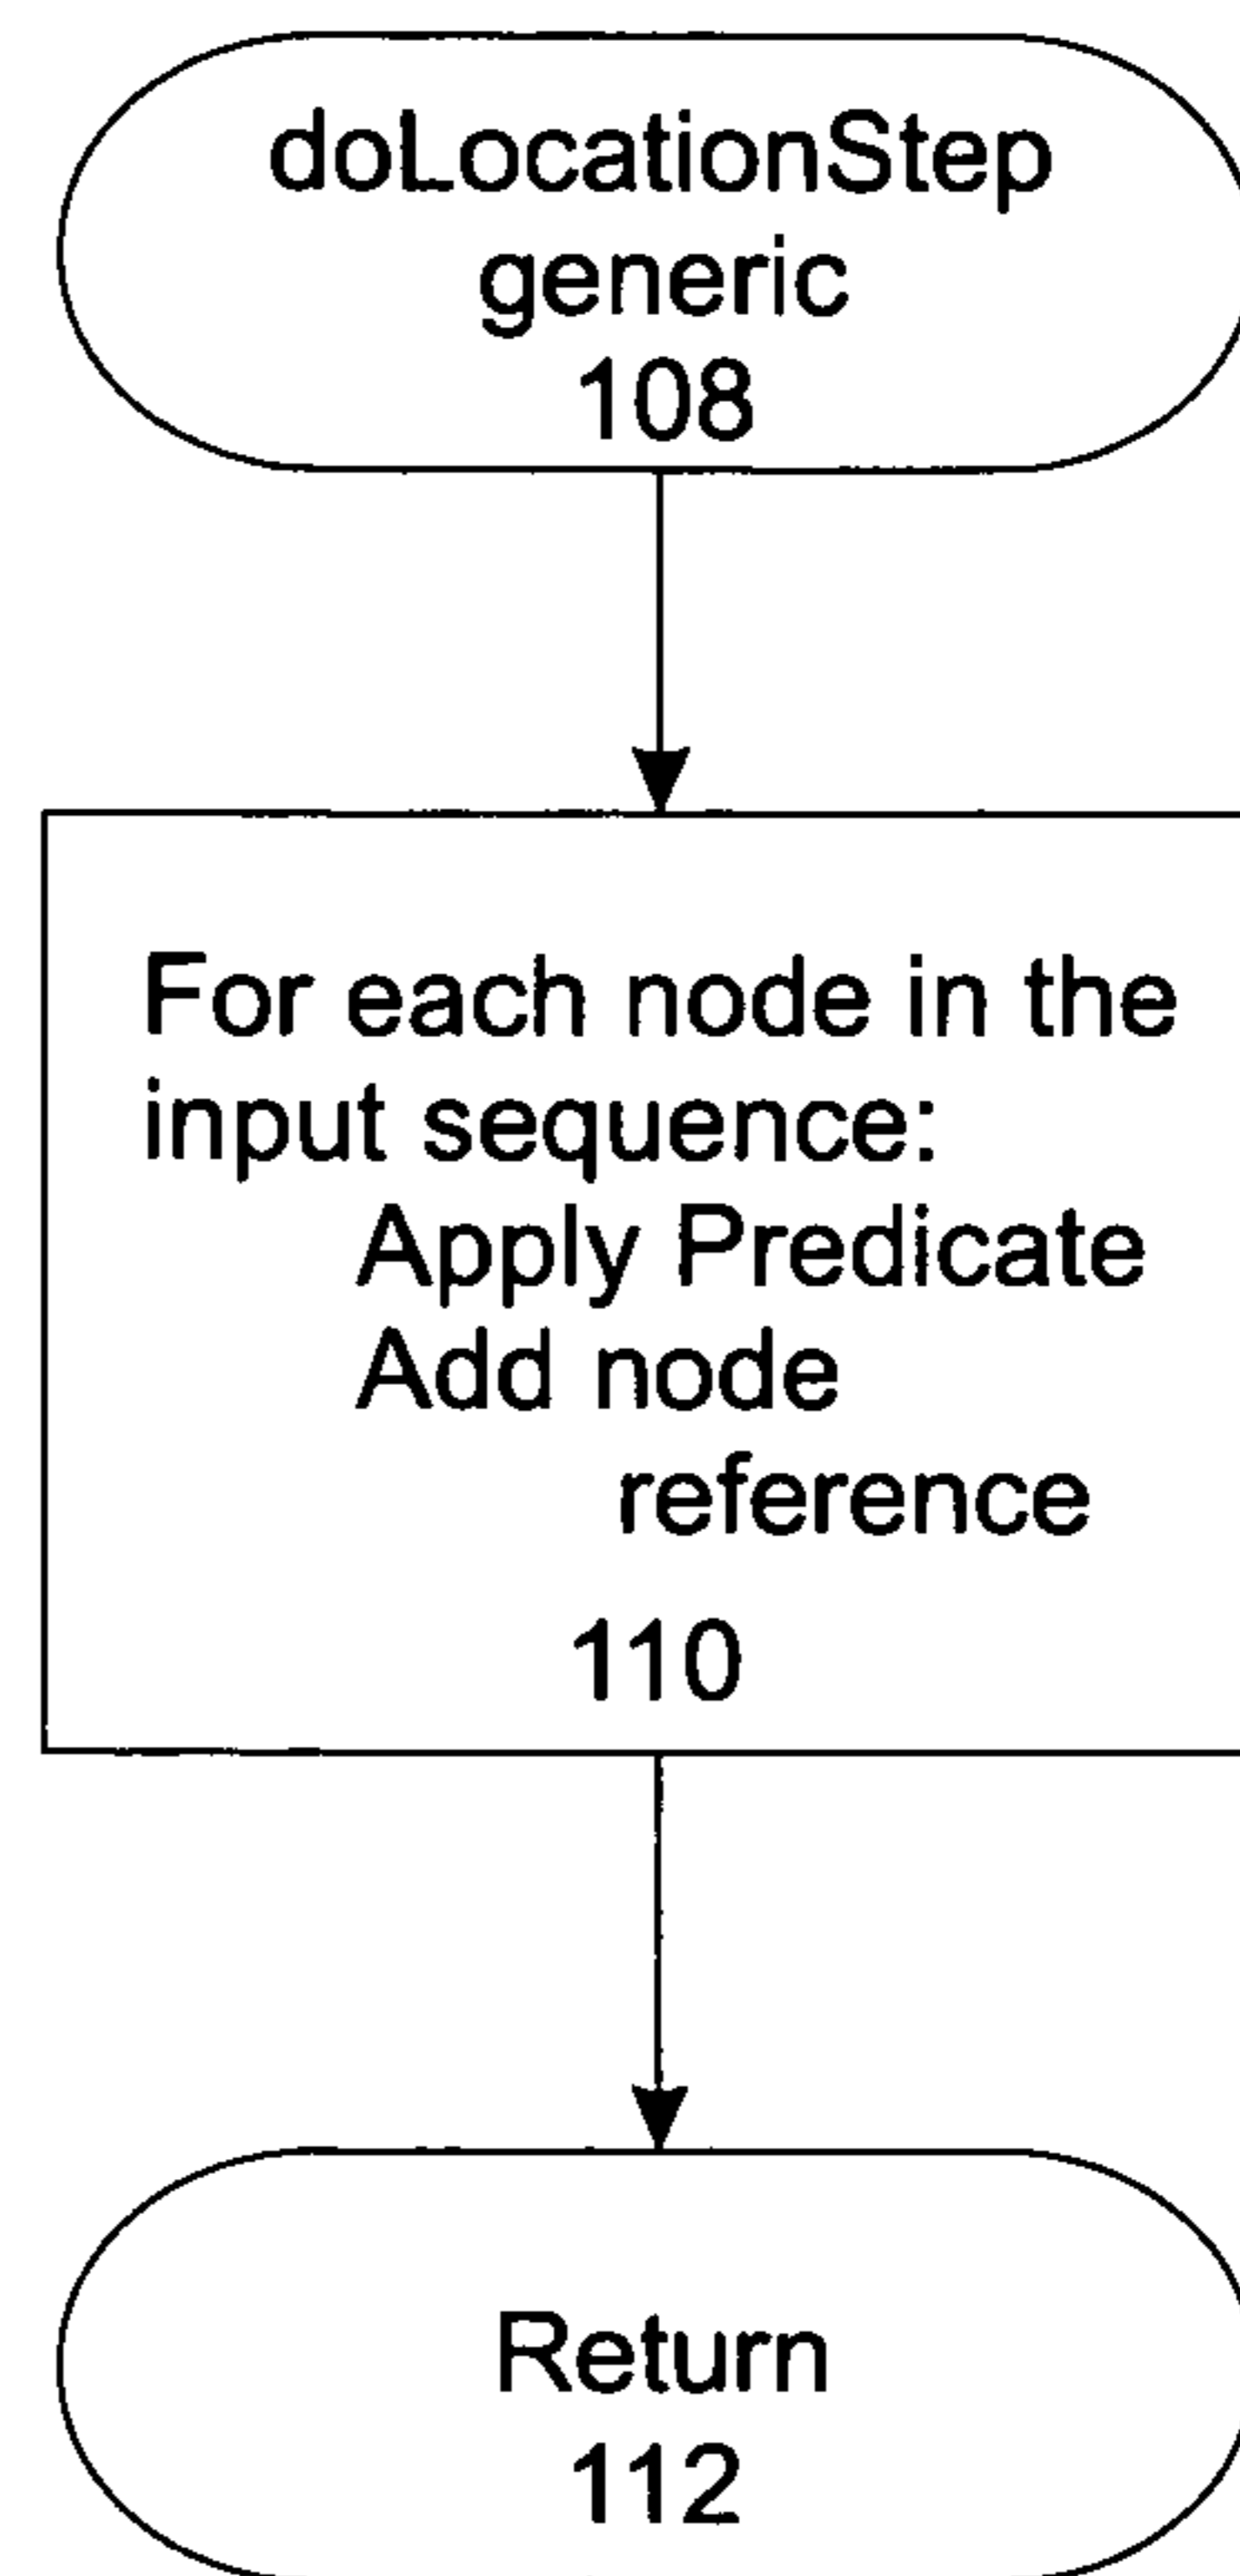 doLocationStep
generic
108
For each node in the
input sequence:
Apply Predicate
Add node
reference
110
Return
112